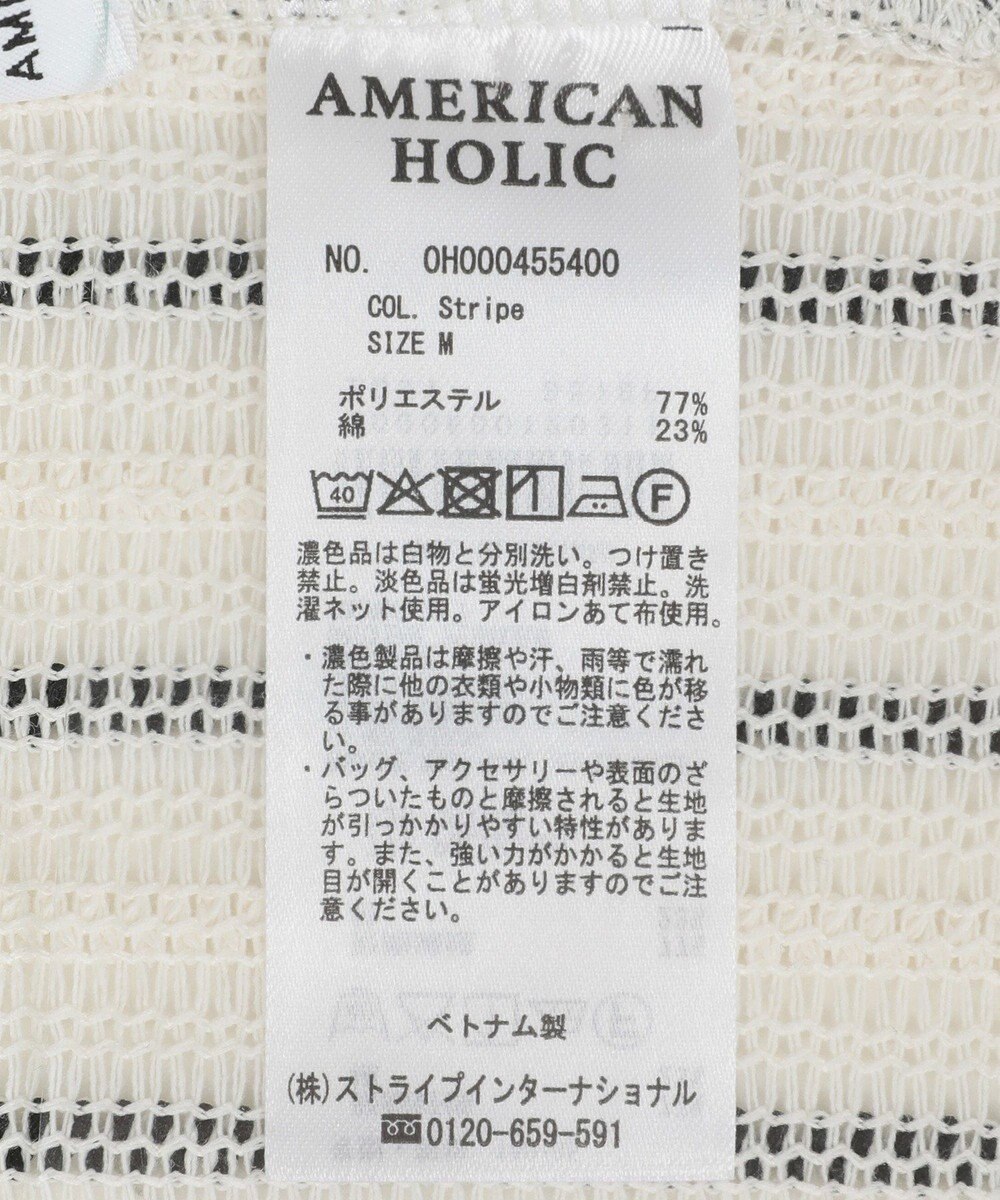 AM
AMERICAN
HOLIC
NO. OH000455400
COL. Stripe
SIZE M
ポリエステル 77%
綿 23%
40
F
濃色品は白物と分別洗い。つけ置き
禁止。淡色品は蛍光増白剤禁止。洗
濯ネット使用。アイロンあて布使用。
・濃色製品は摩擦や汗、雨等で濡れ
た際に他の衣類や小物類に色が移
る事がありますのでご注意くださ
い。
・バッグ、アクセサリーや表面のざ
らついたものと摩擦されると生地
が引っかかりやすい特性がありま
す。また、強い力がかかると生地
目が開くことがありますのでご注
意ください。
ベトナム製
(株)ストライプインターナショナル
0120-659-591